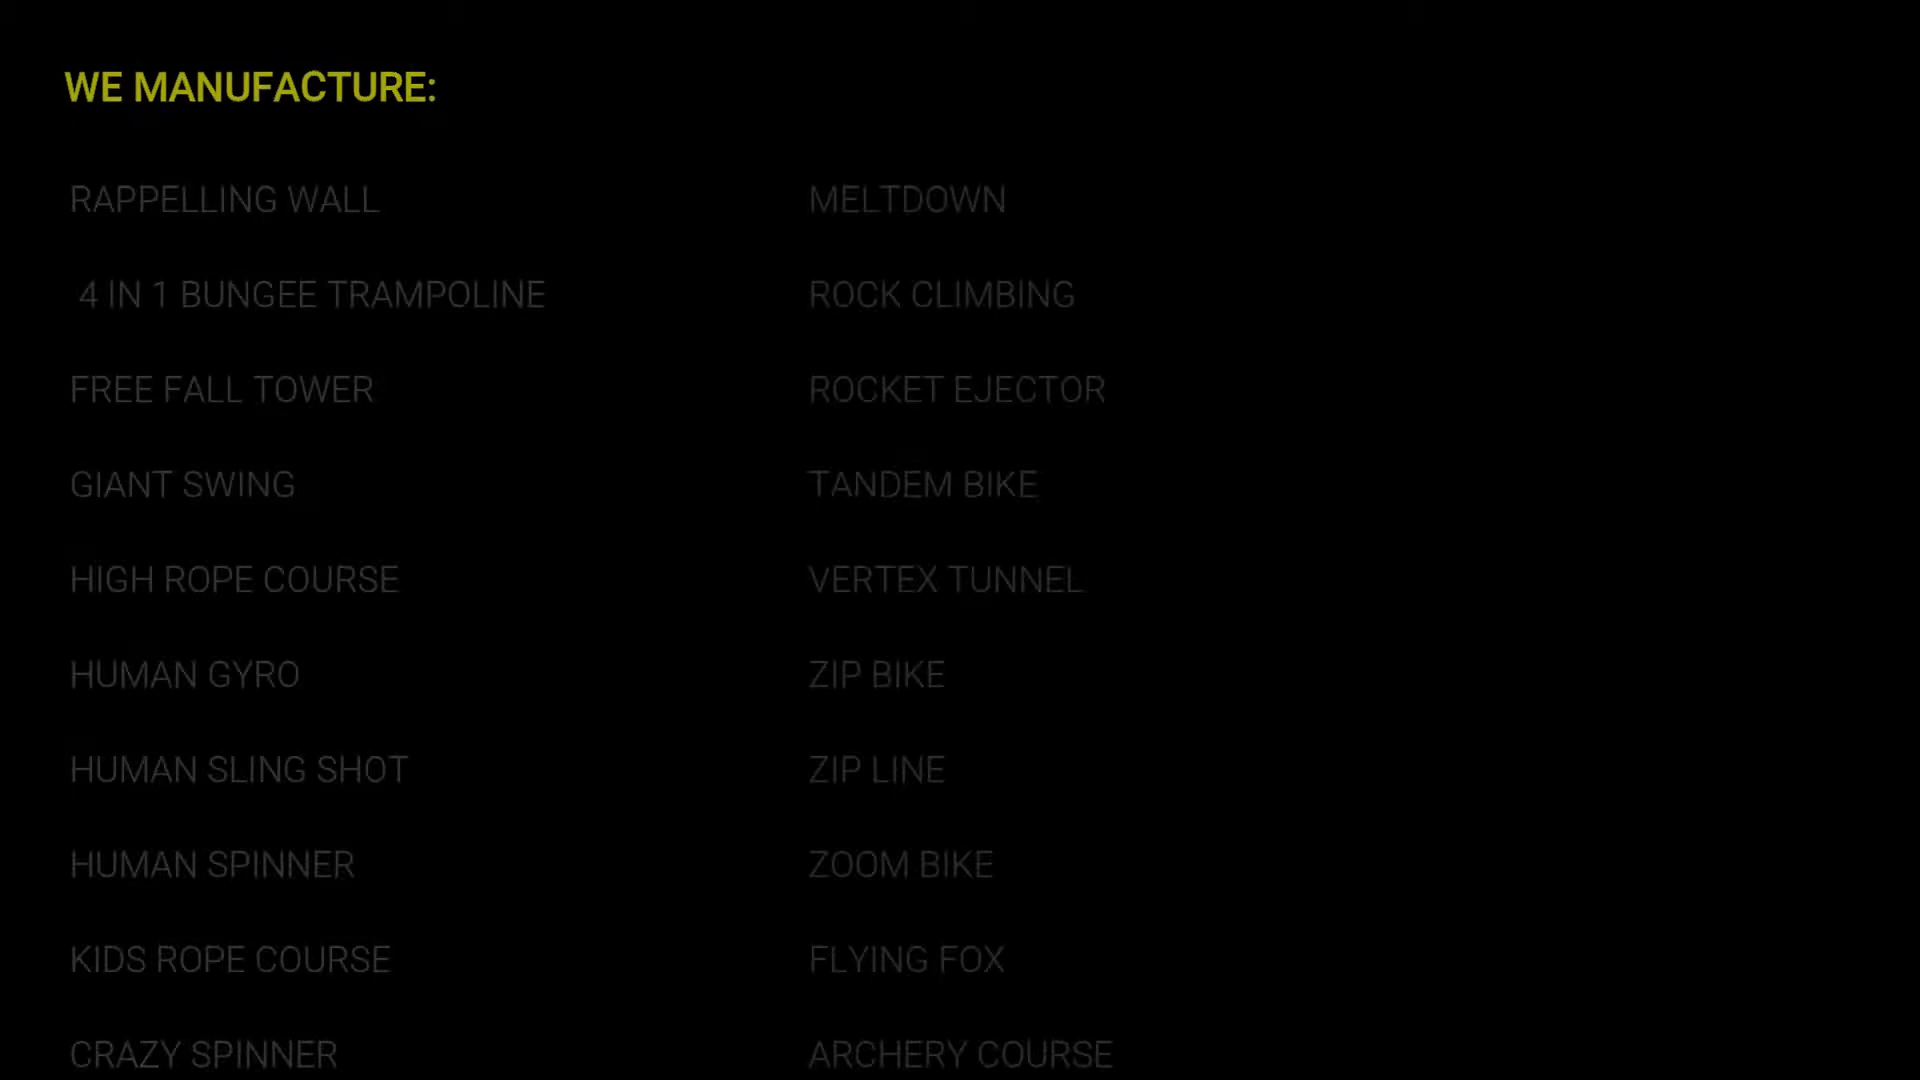 WE MANUFACTURE:
RAPPELLING WALL
4 IN 1 BUNGEE TRAMPOLINE
FREE FALL TOWER
GIANT SWING
HIGH ROPE COURSE
HUMAN GYRO
HUMAN SLING SHOT
HUMAN SPINNER
KIDS ROPE COURSE
CRAZY SPINNER
MELTDOWN
ROCK CLIMBING
ROCKET EJECTOR
TANDEM BIKE
VERTEX TUNNEL
ZIP BIKE
ZIP LINE
ZOOM BIKE
FLYING FOX
ARCHERY COURSE